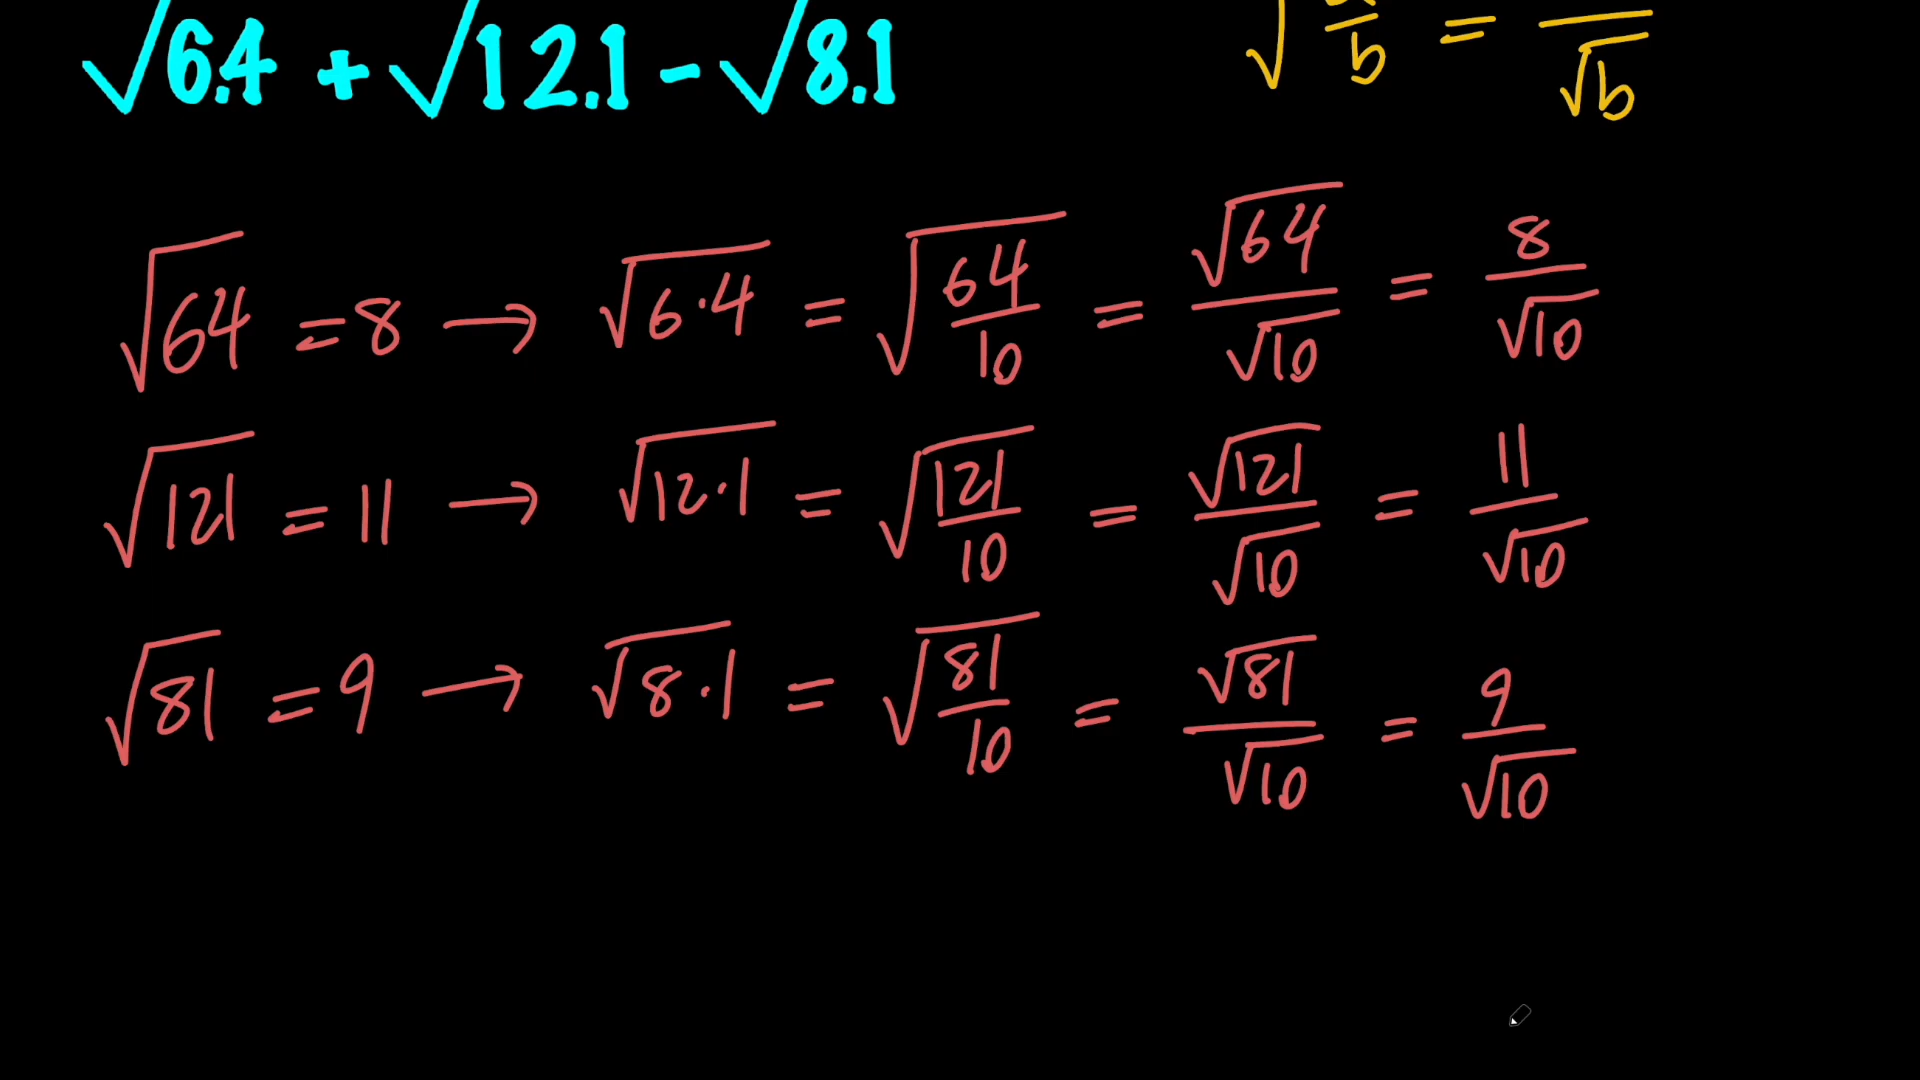 √6.4 + √12.1 - √8.1
√ /b = /√b
√64 = 8 → √6·4 = √64/10 = √64/√10 = 8/√10
√121 = 11 → √12·1 = √121/10 = √121/√10 = 11/√10
√81 = 9 → √8·1 = √81/10 = √81/√10 = 9/√10